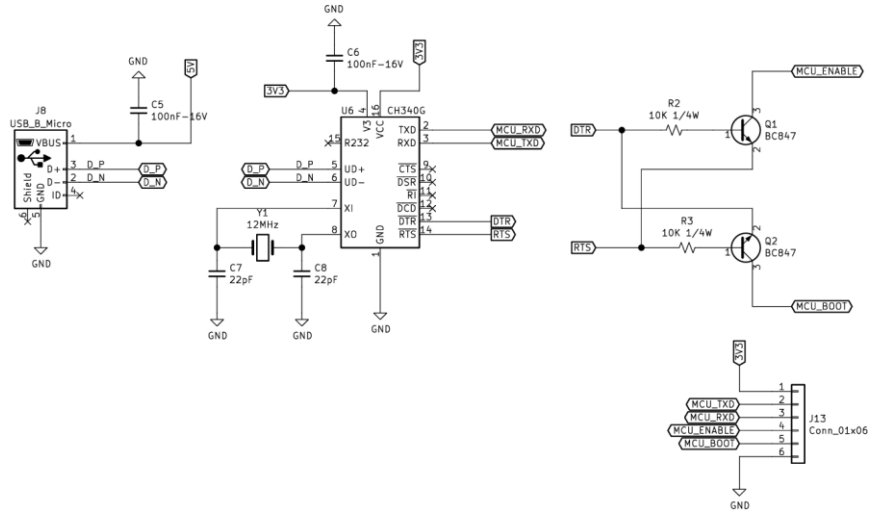 GND
5V
C5
100nF-16V
J8
USB_B_Micro
VBUS
1
D+
3
D_P
D_P
D-
2
D_N
D_N
ID
4
Shield
GND
6
5
GND
GND
C6
100nF-16V
3V3
3V3
U6
CH340G
4
16
V3
VCC
15
R232
TXD
2
MCU_RXD
RXD
3
MCU_TXD
D_P
D_P
5
UD+
D_N
D_N
6
UD-
CTS
9
DSR
10
RI
11
DCD
12
DTR
13
DTR
RTS
14
RTS
7
XI
8
XO
GND
1
GND
Y1
12MHz
C7
22pF
C8
22pF
GND
GND
MCU_ENABLE
DTR
R2
10K 1/4W
1
3
2
Q1
BC847
RTS
R3
10K 1/4W
1
2
3
Q2
BC847
MCU_BOOT
3V3
1
MCU_TXD
2
MCU_RXD
3
MCU_ENABLE
4
MCU_BOOT
5
6
J13
Conn_01x06
GND